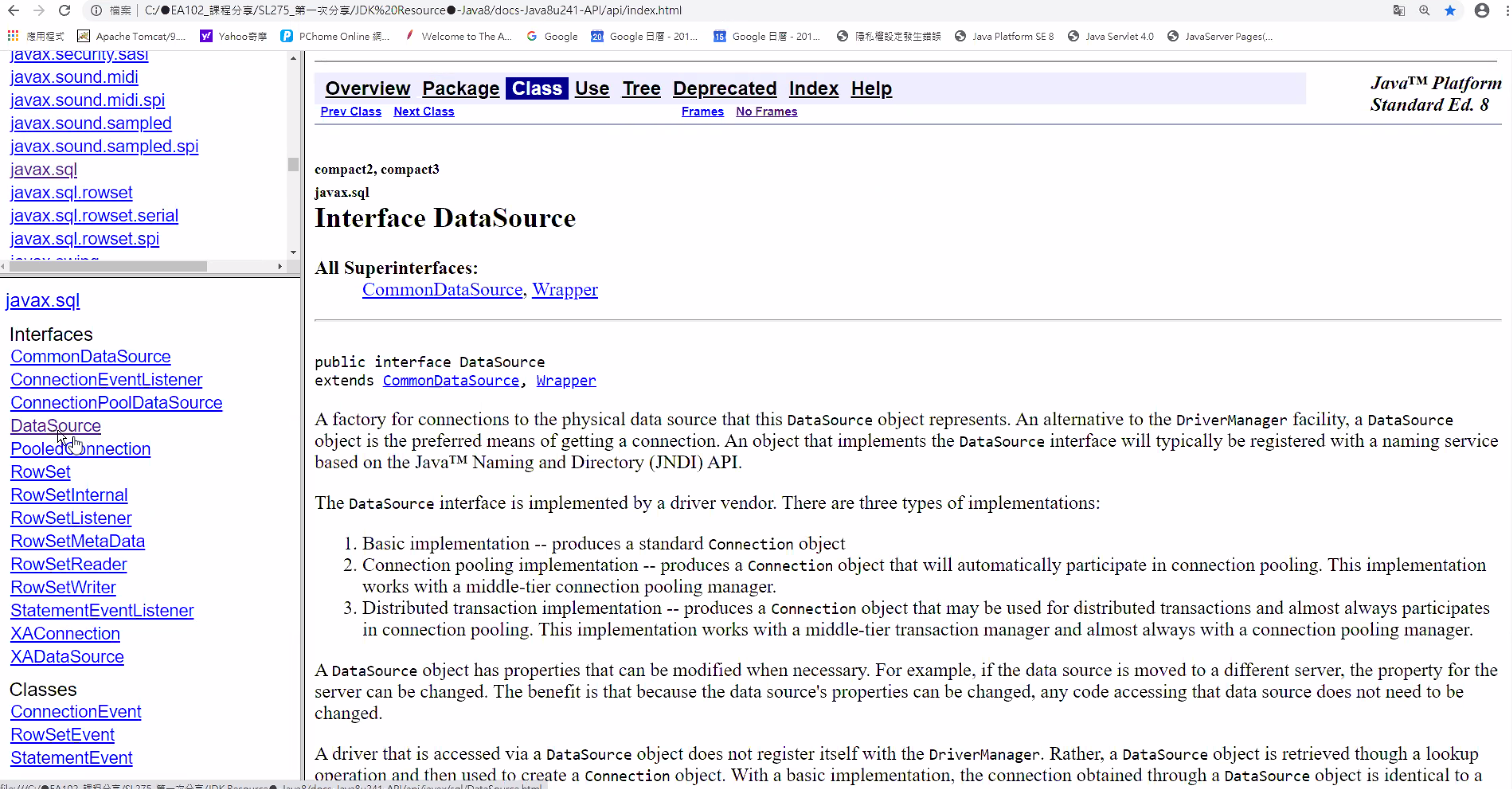 檔案 | C:/●EA102_課程分享/SL275_第一次分享/JDK%20Resource●-Java8/docs-Java8u241-API/api/index.html
應用程式 Apache Tomcat/9.... Yahoo奇摩 PChome Online 網... Welcome to The A... Google Google 日曆 - 201... Google 日曆 - 201... 隱私權設定發生錯誤 Java Platform SE 8 Java Servlet 4.0 JavaServer Pages(...
javax.security.sasl
javax.sound.midi
javax.sound.midi.spi
javax.sound.sampled
javax.sound.sampled.spi
javax.sql
javax.sql.rowset
javax.sql.rowset.serial
javax.sql.rowset.spi
javax.swing
javax.sql
Interfaces
CommonDataSource
ConnectionEventListener
ConnectionPoolDataSource
DataSource
PooledConnection
RowSet
RowSetInternal
RowSetListener
RowSetMetaData
RowSetReader
RowSetWriter
StatementEventListener
XAConnection
XADataSource
Classes
ConnectionEvent
RowSetEvent
StatementEvent
Overview Package Class Use Tree Deprecated Index Help
Java™ Platform
Standard Ed. 8
Prev Class Next Class Frames No Frames
compact2, compact3
javax.sql
Interface DataSource
All Superinterfaces:
CommonDataSource, Wrapper
public interface DataSource
extends CommonDataSource, Wrapper
A factory for connections to the physical data source that this DataSource object represents. An alternative to the DriverManager facility, a DataSource
object is the preferred means of getting a connection. An object that implements the DataSource interface will typically be registered with a naming service
based on the Java™ Naming and Directory (JNDI) API.
The DataSource interface is implemented by a driver vendor. There are three types of implementations:
1. Basic implementation -- produces a standard Connection object
2. Connection pooling implementation -- produces a Connection object that will automatically participate in connection pooling. This implementation
works with a middle-tier connection pooling manager.
3. Distributed transaction implementation -- produces a Connection object that may be used for distributed transactions and almost always participates
in connection pooling. This implementation works with a middle-tier transaction manager and almost always with a connection pooling manager.
A DataSource object has properties that can be modified when necessary. For example, if the data source is moved to a different server, the property for the
server can be changed. The benefit is that because the data source's properties can be changed, any code accessing that data source does not need to be
changed.
A driver that is accessed via a DataSource object does not register itself with the DriverManager. Rather, a DataSource object is retrieved though a lookup
operation and then used to create a Connection object. With a basic implementation, the connection obtained through a DataSource object is identical to a